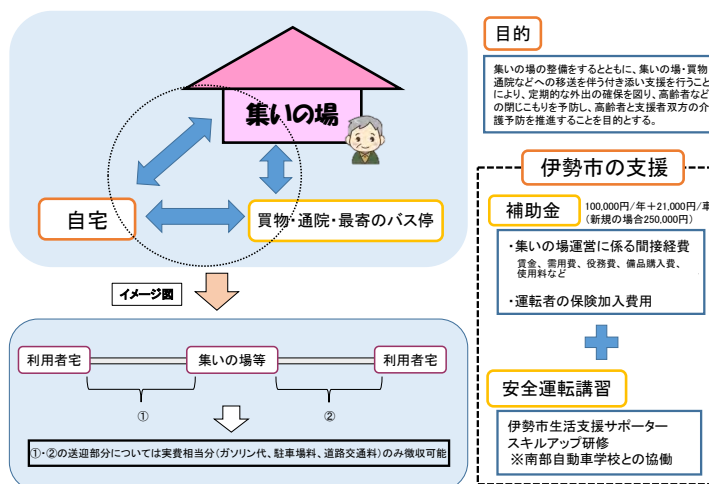 集いの場
自宅
買物・通院・最寄のバス停
イメージ図
利用者宅
集いの場等
利用者宅
①
②
①・②の送迎部分については実費相当分(ガソリン代、駐車場料、道路交通料)のみ徴収可能
目的
集いの場の整備をするとともに、集いの場・買物
通院などへの移送を伴う付き添い支援を行うこと
により、定期的な外出の確保を図り、高齢者など
の閉じこもりを予防し、高齢者と支援者双方の介
護予防を推進することを目的とする。
伊勢市の支援
補助金
100,000円/年＋21,000円/車
(新規の場合250,000円)
・集いの場運営に係る間接経費
賃金、需用費、役務費、備品購入費、
使用料など
・運転者の保険加入費用
安全運転講習
伊勢市生活支援サポーター
スキルアップ研修
※南部自動車学校との協働